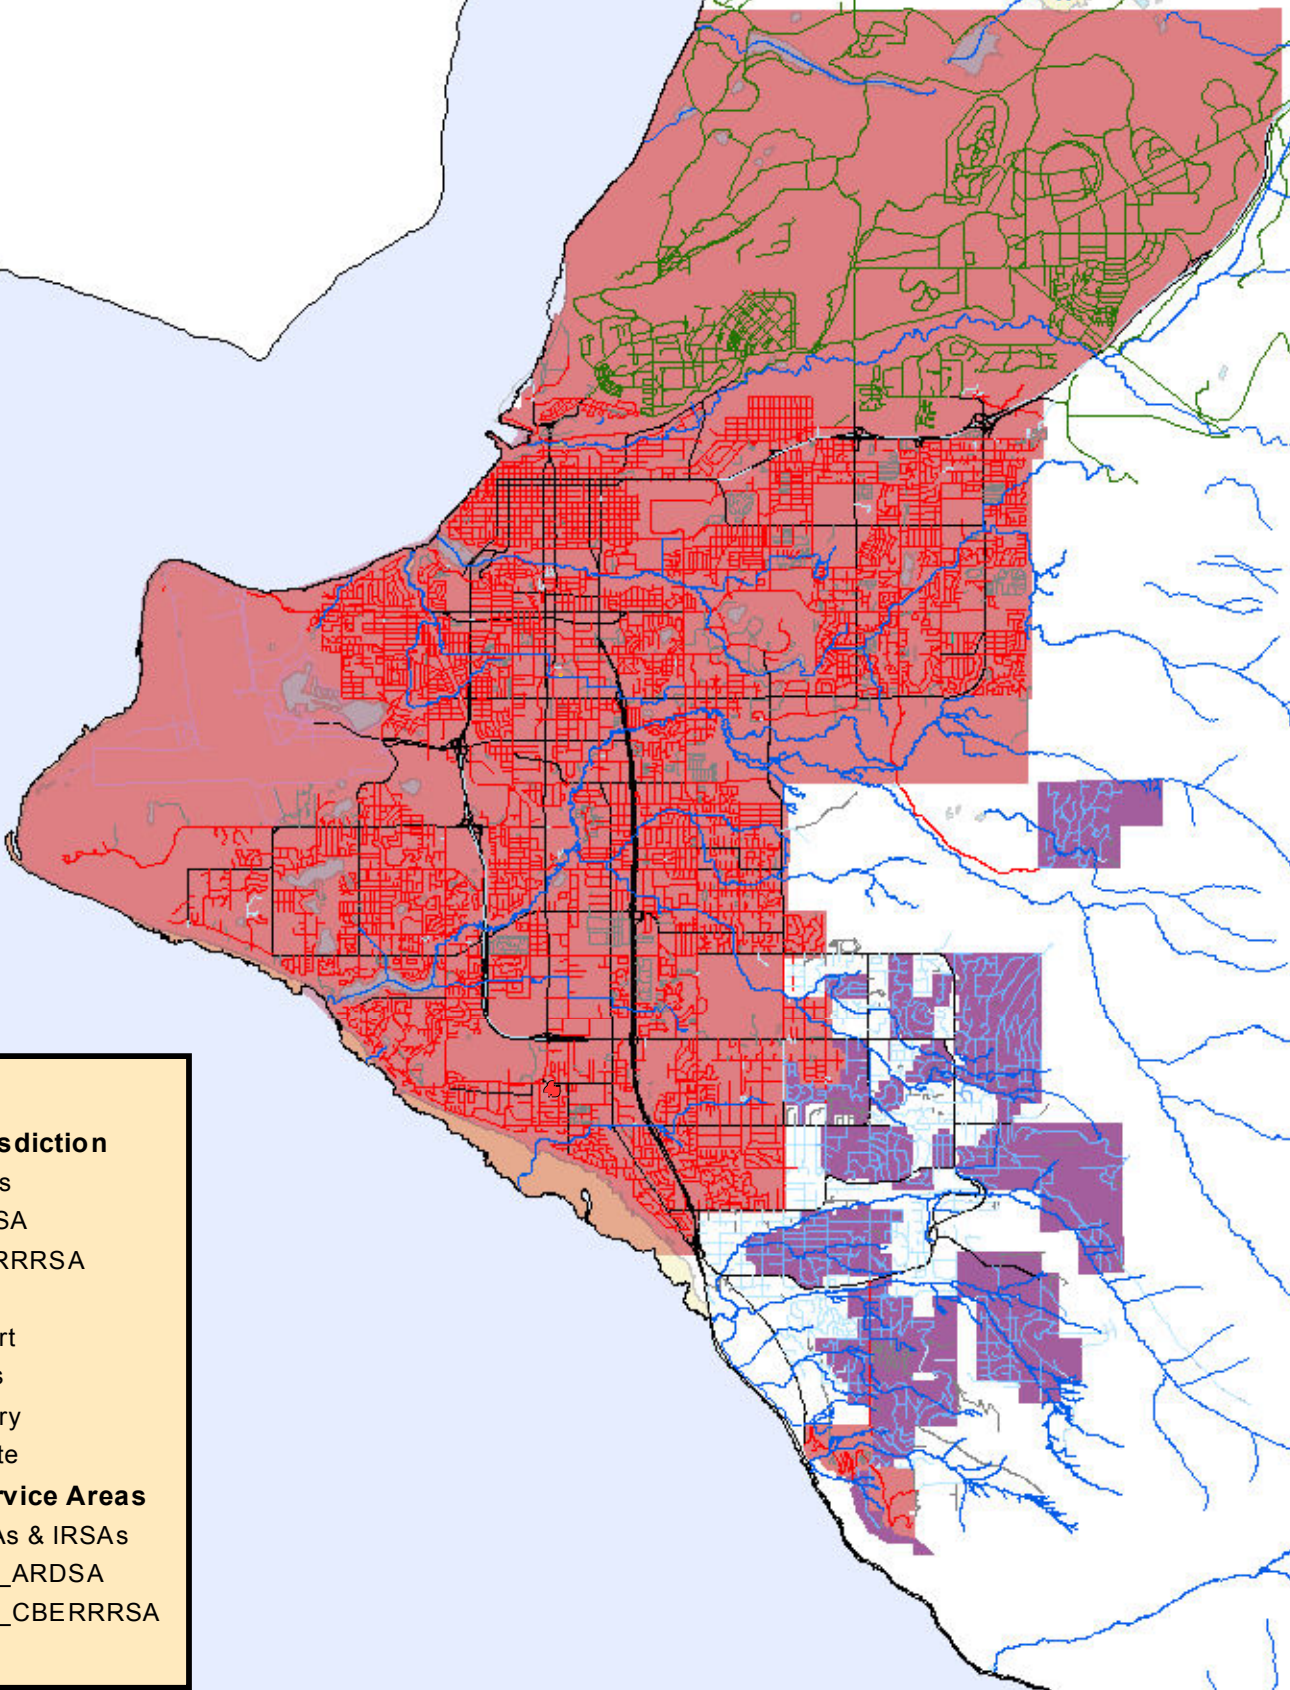 sdiction
s
SA
RRRSA
rt
s
ry
te
rvice Areas
As & IRSAs
_ARDSA
_CBERRRSA